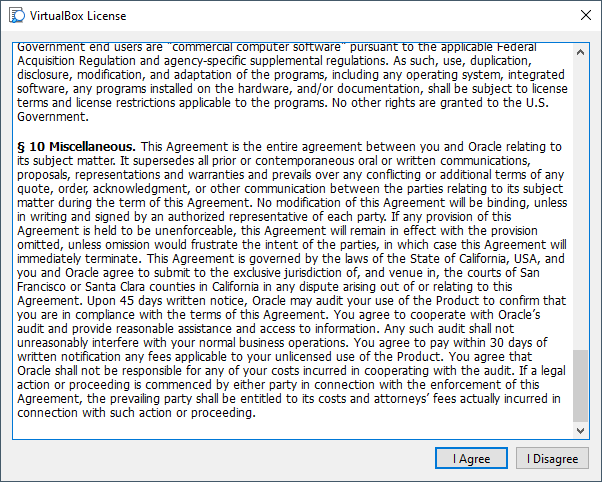 VirtualBox License
Government end users are "commercial computer software" pursuant to the applicable Federal
Acquisition Regulation and agency-specific supplemental regulations. As such, use, duplication,
disclosure, modification, and adaptation of the programs, including any operating system, integrated
software, any programs installed on the hardware, and/or documentation, shall be subject to license
terms and license restrictions applicable to the programs. No other rights are granted to the U.S.
Government.
§ 10 Miscellaneous. This Agreement is the entire agreement between you and Oracle relating to
its subject matter. It supersedes all prior or contemporaneous oral or written communications,
proposals, representations and warranties and prevails over any conflicting or additional terms of any
quote, order, acknowledgment, or other communication between the parties relating to its subject
matter during the term of this Agreement. No modification of this Agreement will be binding, unless
in writing and signed by an authorized representative of each party. If any provision of this
Agreement is held to be unenforceable, this Agreement will remain in effect with the provision
omitted, unless omission would frustrate the intent of the parties, in which case this Agreement will
immediately terminate. This Agreement is governed by the laws of the State of California, USA, and
you and Oracle agree to submit to the exclusive jurisdiction of, and venue in, the courts of San
Francisco or Santa Clara counties in California in any dispute arising out of or relating to this
Agreement. Upon 45 days written notice, Oracle may audit your use of the Product to confirm that
you are in compliance with the terms of this Agreement. You agree to cooperate with Oracle’s
audit and provide reasonable assistance and access to information. Any such audit shall not
unreasonably interfere with your normal business operations. You agree to pay within 30 days of
written notification any fees applicable to your unlicensed use of the Product. You agree that
Oracle shall not be responsible for any of your costs incurred in cooperating with the audit. If a legal
action or proceeding is commenced by either party in connection with the enforcement of this
Agreement, the prevailing party shall be entitled to its costs and attorneys’ fees actually incurred in
connection with such action or proceeding.
I Agree
I Disagree